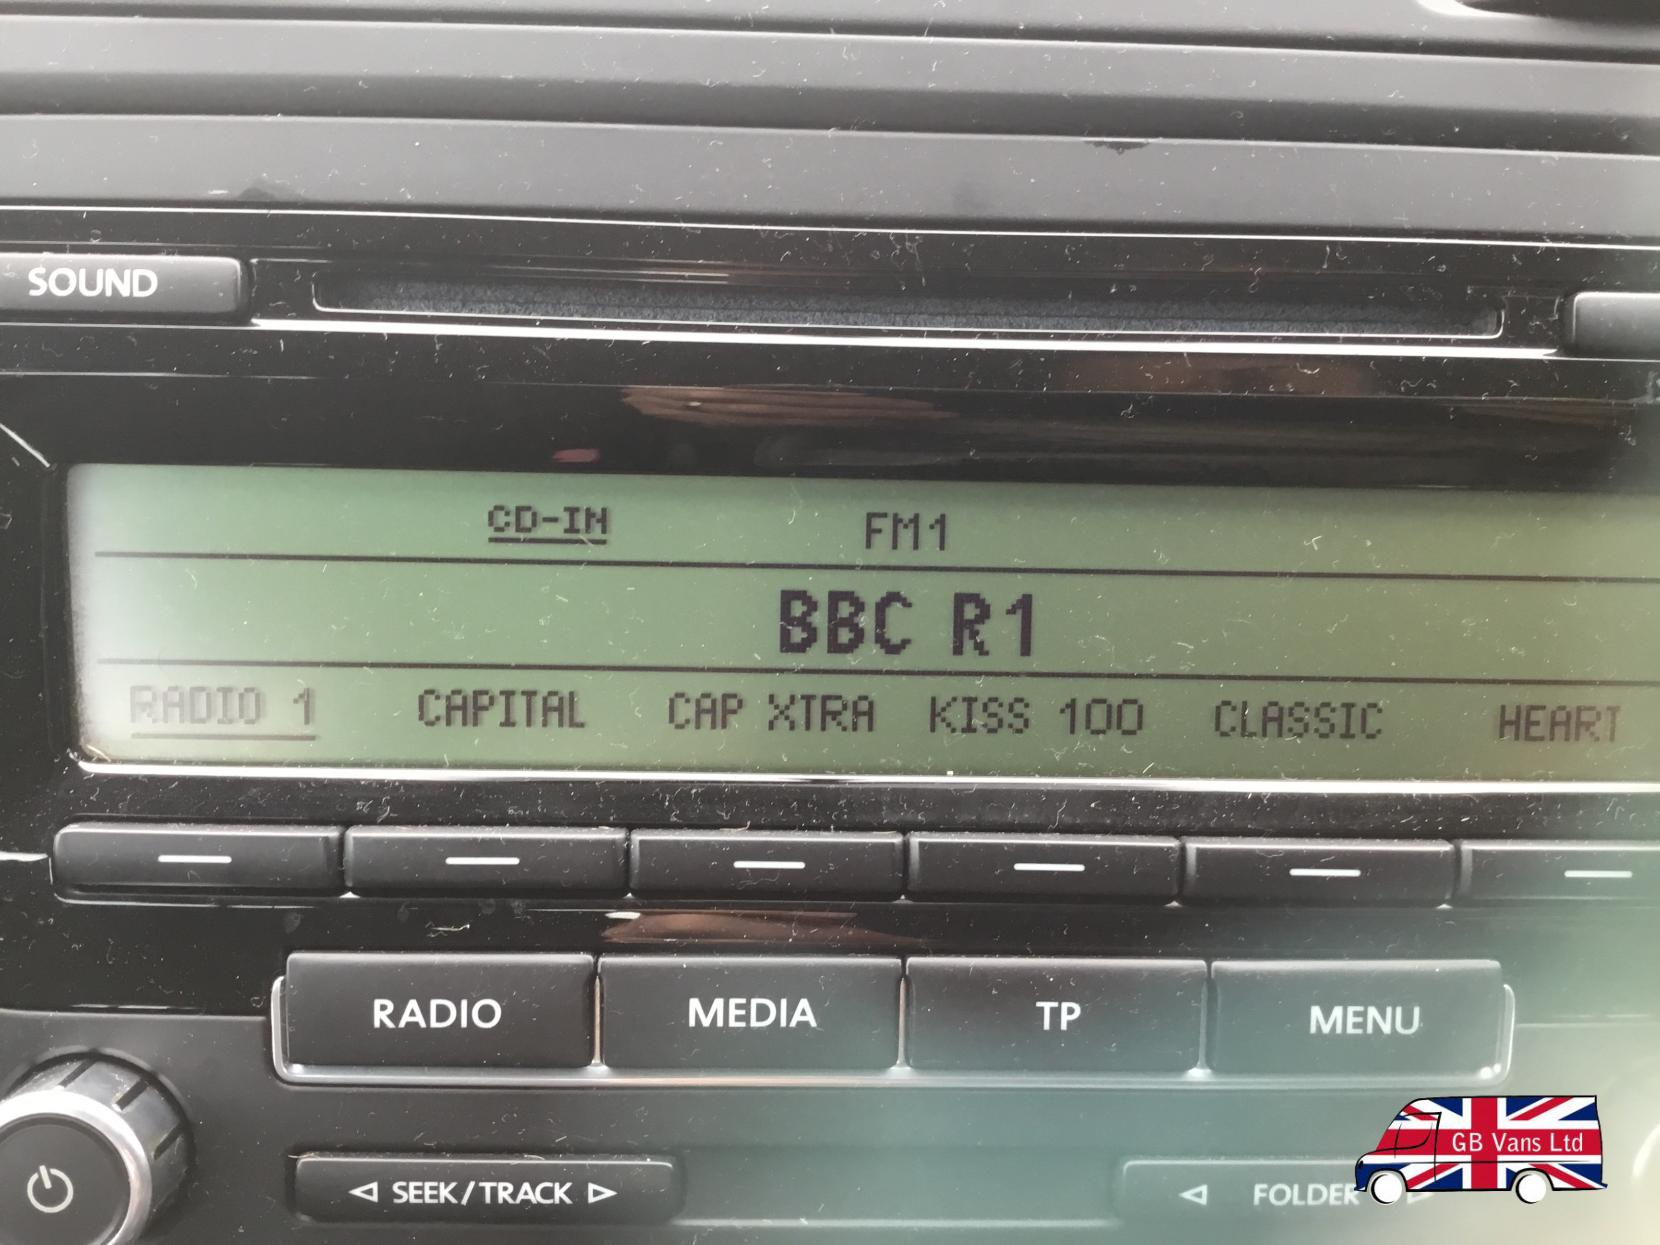 SOUND
CD-IN FM1
BBC R1
RADIO 1 CAPITAL CAP XTRA KISS 100 CLASSIC HEART
RADIO MEDIA TP MENU
GB Vans Ltd
SEEK/TRACK FOLDER